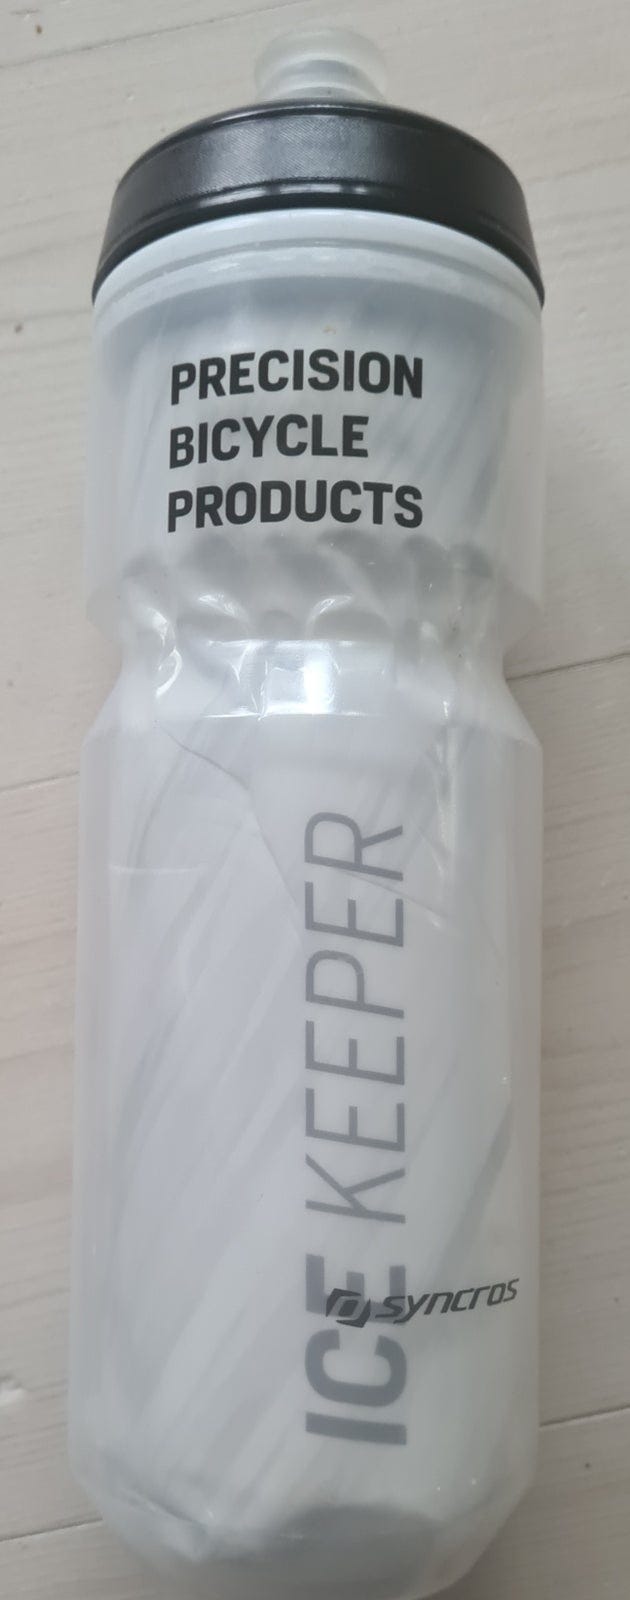 PRECISION
BICYCLE
PRODUCTS
ICE KEEPER
syncros